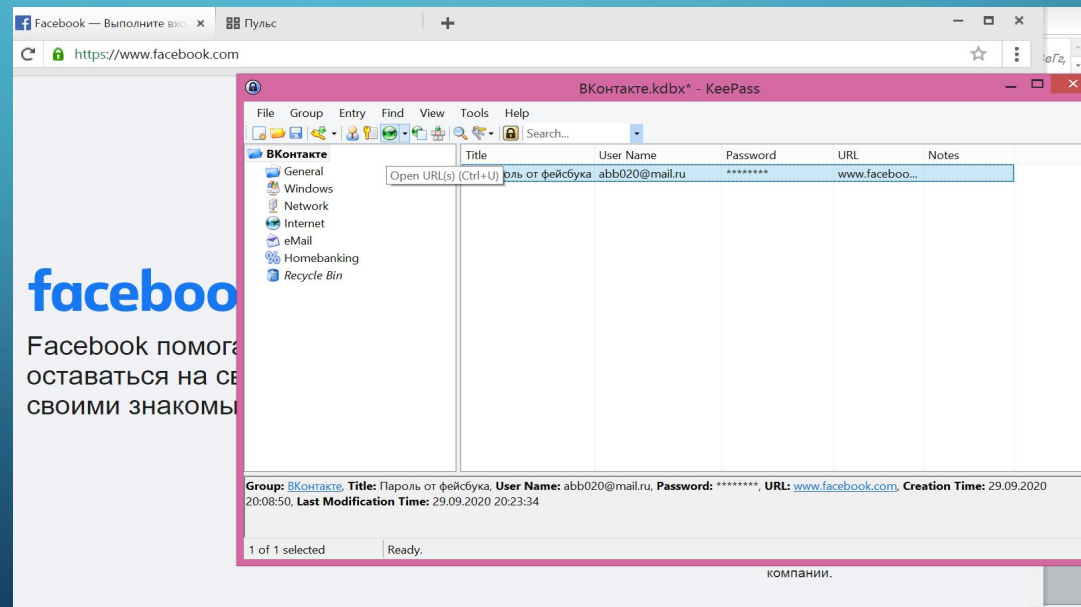 Facebook — Выполните вхо
Пульс
https://www.facebook.com
ВКонтакте.kdbx* - KeePass
File Group Entry Find View Tools Help
Search...
ВКонтакте
General
Windows
Network
Internet
eMail
Homebanking
Recycle Bin
Open URL(s) (Ctrl+U)
Title User Name Password URL Notes
оль от фейсбука abb020@mail.ru ******** www.faceboo...
faceboo
Facebook помога
оставаться на св
своими знакомы
Group: ВКонтакте, Title: Пароль от фейсбука, User Name: abb020@mail.ru, Password: ********, URL: www.facebook.com, Creation Time: 29.09.2020
20:08:50, Last Modification Time: 29.09.2020 20:23:34
1 of 1 selected Ready.
компании.